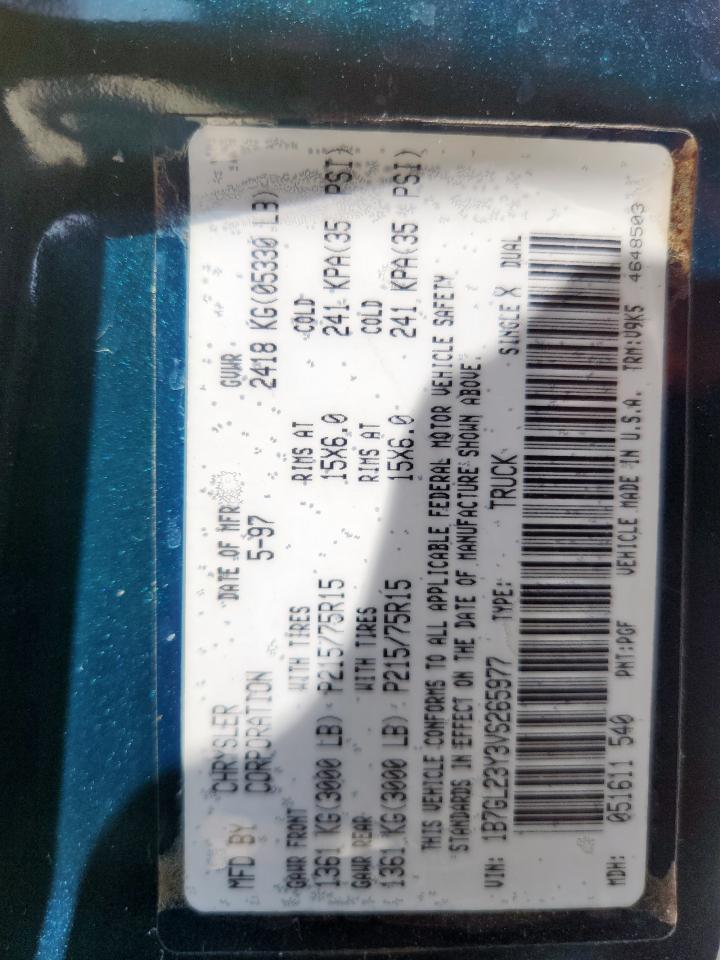 MFD BY CHRYSLER CORPORATION DATE OF MFR 5-97 GVWR 2418 KG(05330 LB)
GAWR FRONT WITH TIRES RIMS AT COLD
1361 KG(3000 LB) P215/75R15 15X6.0 241 KPA(35 PSI)
GAWR REAR WITH TIRES RIMS AT COLD
1361 KG(3000 LB) P215/75R15 15X6.0 241 KPA(35 PSI)
THIS VEHICLE CONFORMS TO ALL APPLICABLE FEDERAL MOTOR VEHICLE SAFETY
STANDARDS IN EFFECT ON THE DATE OF MANUFACTURE SHOWN ABOVE.
VIN: 1B7GL23Y3VS265977 TYPE: TRUCK SINGLE X DUAL
MDH: 051611 540 PNT:PGF VEHICLE MADE IN U.S.A. TRM:U9K5 4648503